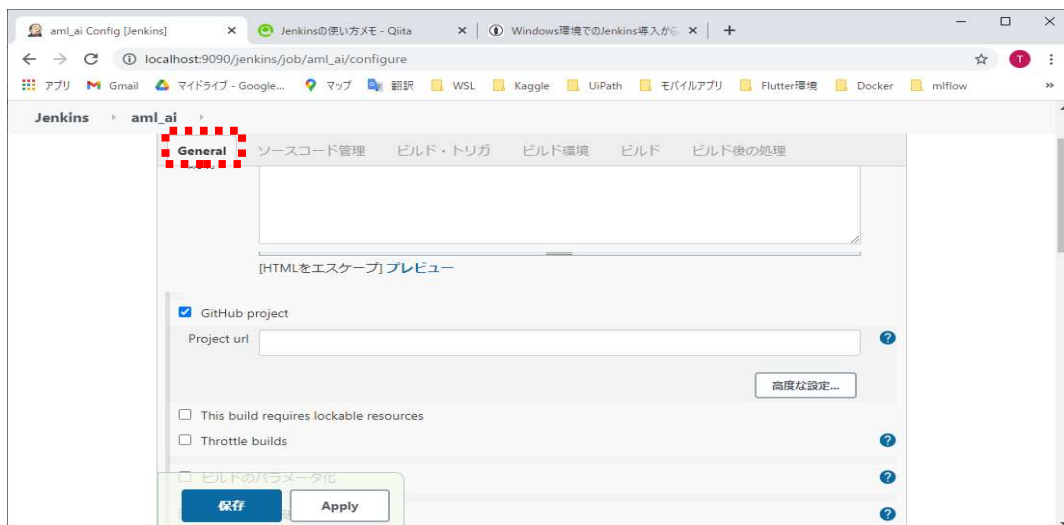 aml_ai Config [Jenkins]
Jenkinsの使い方メモ - Qiita
Windows環境でのJenkins導入から
localhost:9090/jenkins/job/aml_ai/configure
T
アプリ
Gmail
マイドライブ - Google...
マップ
翻訳
WSL
Kaggle
UiPath
モバイルアプリ
Flutter環境
Docker
mlflow
Jenkins
aml_ai
General
ソースコード管理
ビルド・トリガ
ビルド環境
ビルド
ビルド後の処理
[HTMLをエスケープ] プレビュー
GitHub project
Project url
高度な設定...
This build requires lockable resources
Throttle builds
ビルドのパラメータ化
保存
Apply